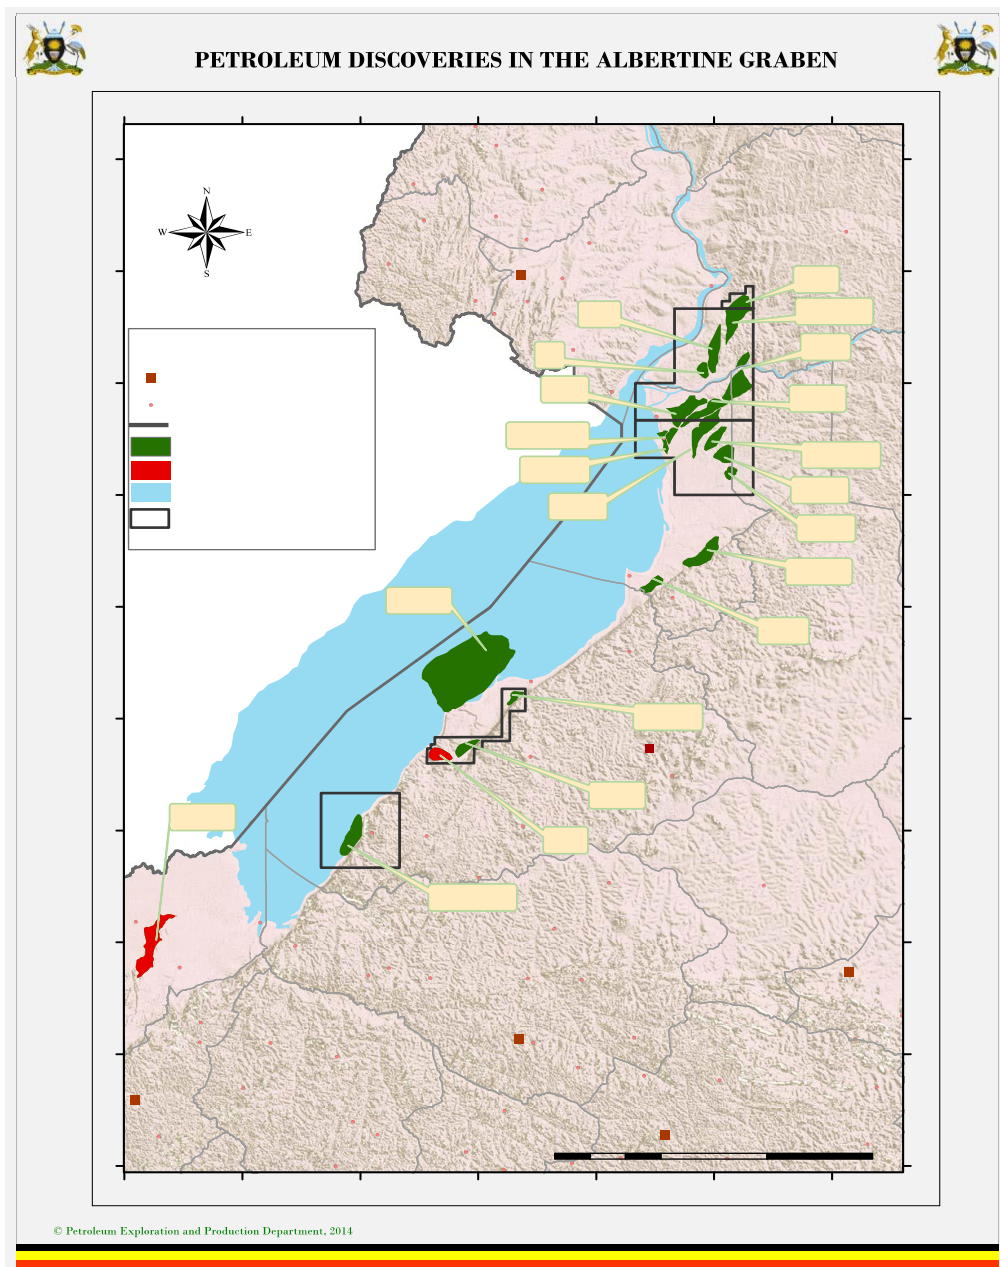 PETROLEUM DISCOVERIES IN THE ALBERTINE GRABEN
N
W E
S
© Petroleum Exploration and Production Department, 2014